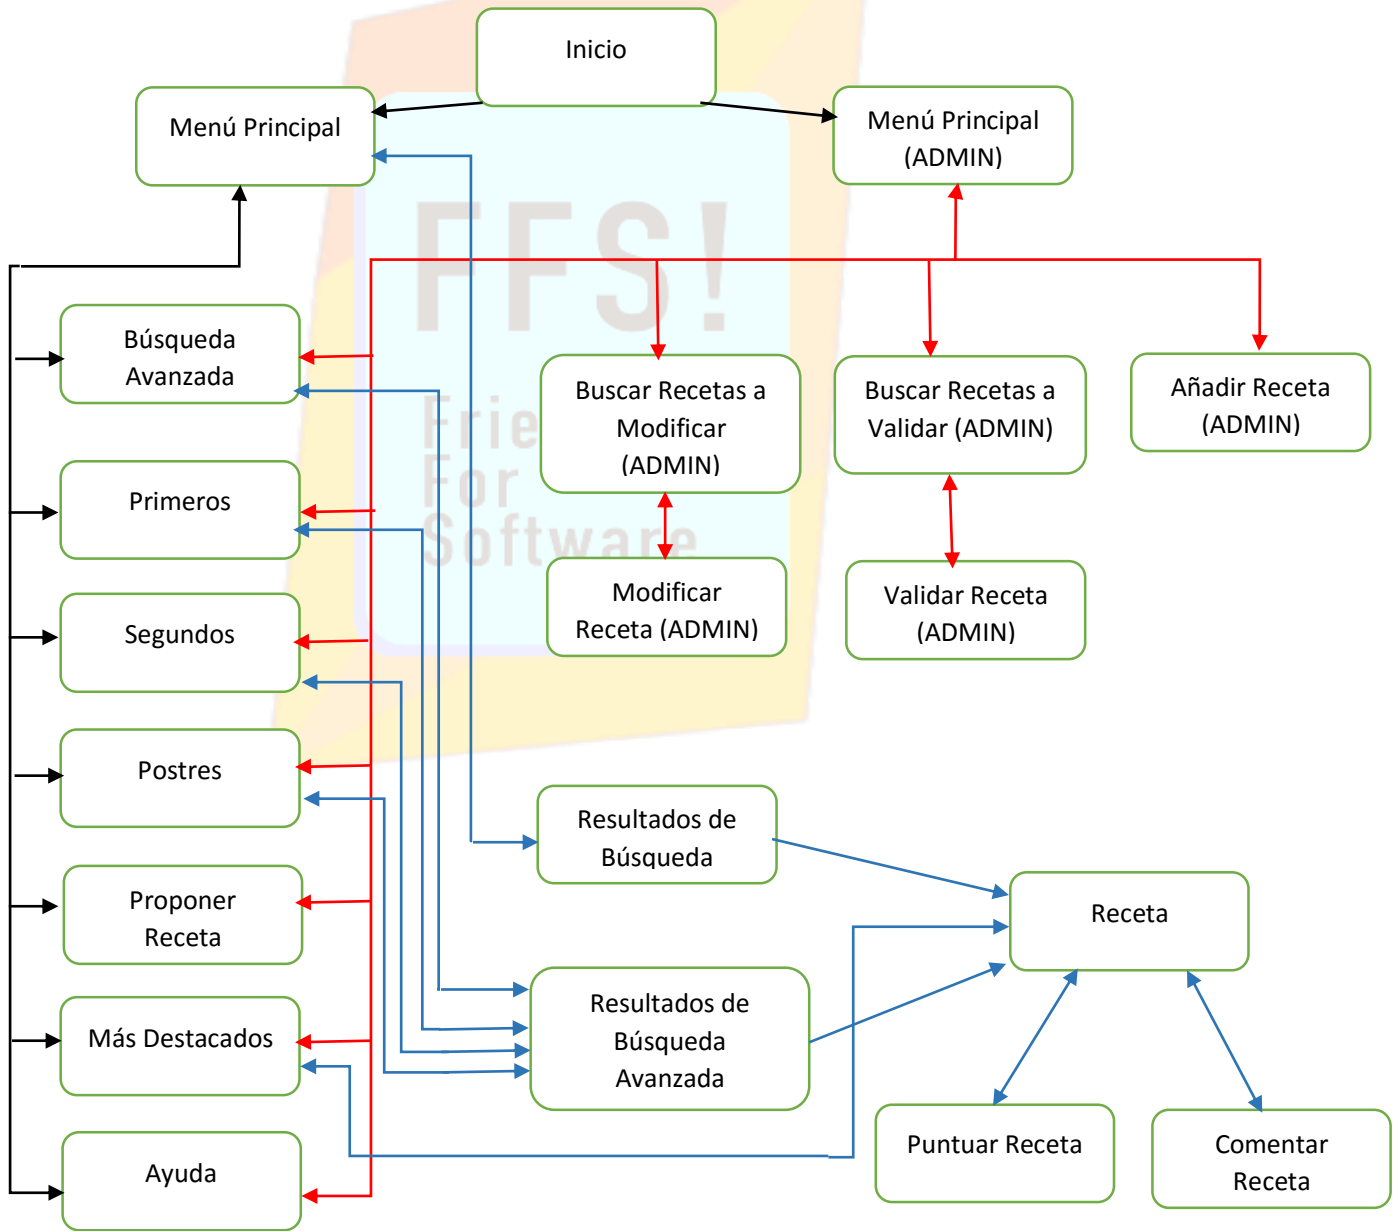 Inicio
Menú Principal
Menú Principal
(ADMIN)
FFS!
Búsqueda
Avanzada
Buscar Recetas a
Modificar
(ADMIN)
Buscar Recetas a
Validar (ADMIN)
Añadir Receta
(ADMIN)
For
Software
Primeros
Modificar
Receta (ADMIN)
Validar Receta
(ADMIN)
Segundos
Postres
Resultados de
Búsqueda
Proponer
Receta
Receta
Más Destacados
Resultados de
Búsqueda
Avanzada
Ayuda
Puntuar Receta
Comentar
Receta